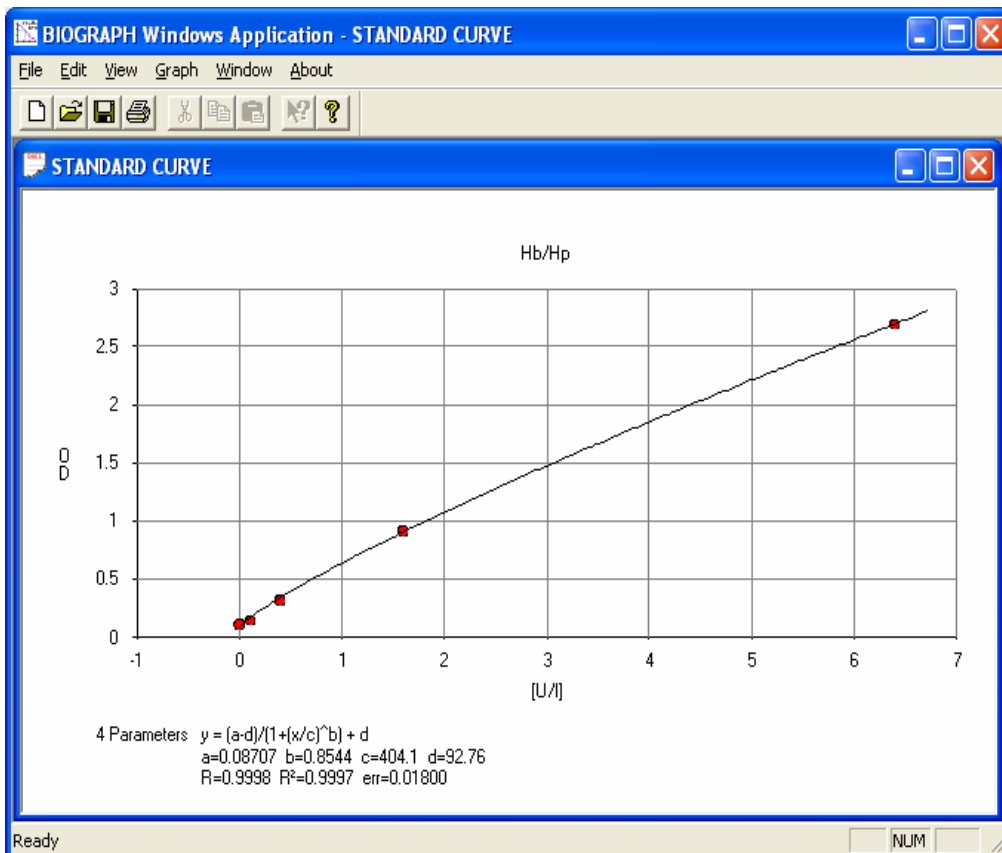 BIOGRAPH Windows Application - STANDARD CURVE
File Edit View Graph Window About
STANDARD CURVE
Hb/Hp
3
2.5
2
1.5
1
0.5
0
OD
-1 0 1 2 3 4 5 6 7
[U/l]
4 Parameters y = (a-d)/(1+(x/c)^b) + d
a=0.08707 b=0.8544 c=404.1 d=92.76
R=0.9998 R²=0.9997 err=0.01800
Ready NUM